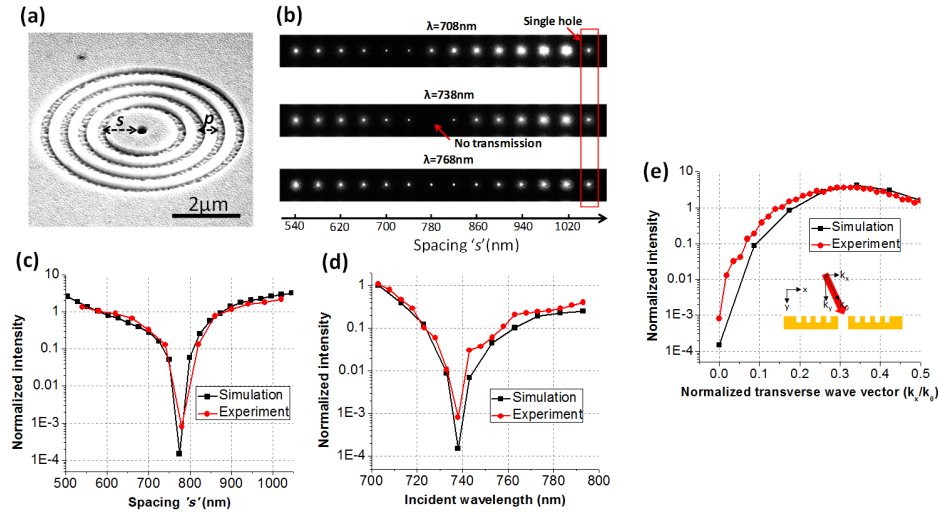 (a)
s
p
2μm
(b)
Single hole
λ=708nm
λ=738nm
No transmission
λ=768nm
540 620 700 780 860 940 1020
Spacing 's'(nm)
(c)
Normalized intensity
10
1
0.1
0.01
1E-3
1E-4
Simulation
Experiment
500 600 700 800 900 1000
Spacing 's'(nm)
(d)
Normalized intensity
10
1
0.1
0.01
1E-3
1E-4
Simulation
Experiment
700 720 740 760 780 800
Incident wavelength (nm)
(e)
Normalized intensity
10
1
0.1
0.01
1E-3
1E-4
Simulation
Experiment
x
y
kx
ky
0.0 0.1 0.2 0.3 0.4 0.5
Normalized transverse wave vector (kx/k0)